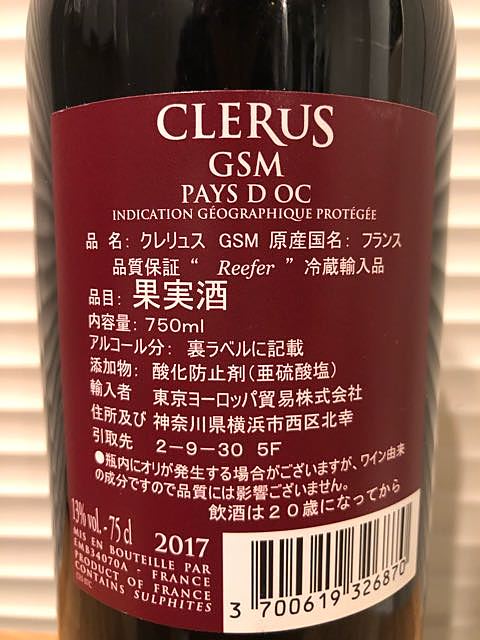 CLERUS
GSM
PAYS D OC
INDICATION GÉOGRAPHIQUE PROTÉGÉE
品 名: クレリュス GSM 原産国名: フランス
品質保証 “ Reefer ” 冷蔵輸入品
品目: 果実酒
内容量: 750ml
アルコール分: 裏ラベルに記載
添加物: 酸化防止剤(亜硫酸塩)
輸入者 東京ヨーロッパ貿易株式会社
住所及び 神奈川県横浜市西区北幸
引取先 2-9-30 5F
●瓶内にオリが発生する場合がございますが、ワイン由来
の成分ですので品質には影響ございません。
飲酒は20歳になってから
13% vol. - 75 cl
2017
MIS EN BOUTEILLE PAR
EMB34070A - FRANCE
PRODUCT OF FRANCE
CONTAINS SULPHITES
3 700619 326870